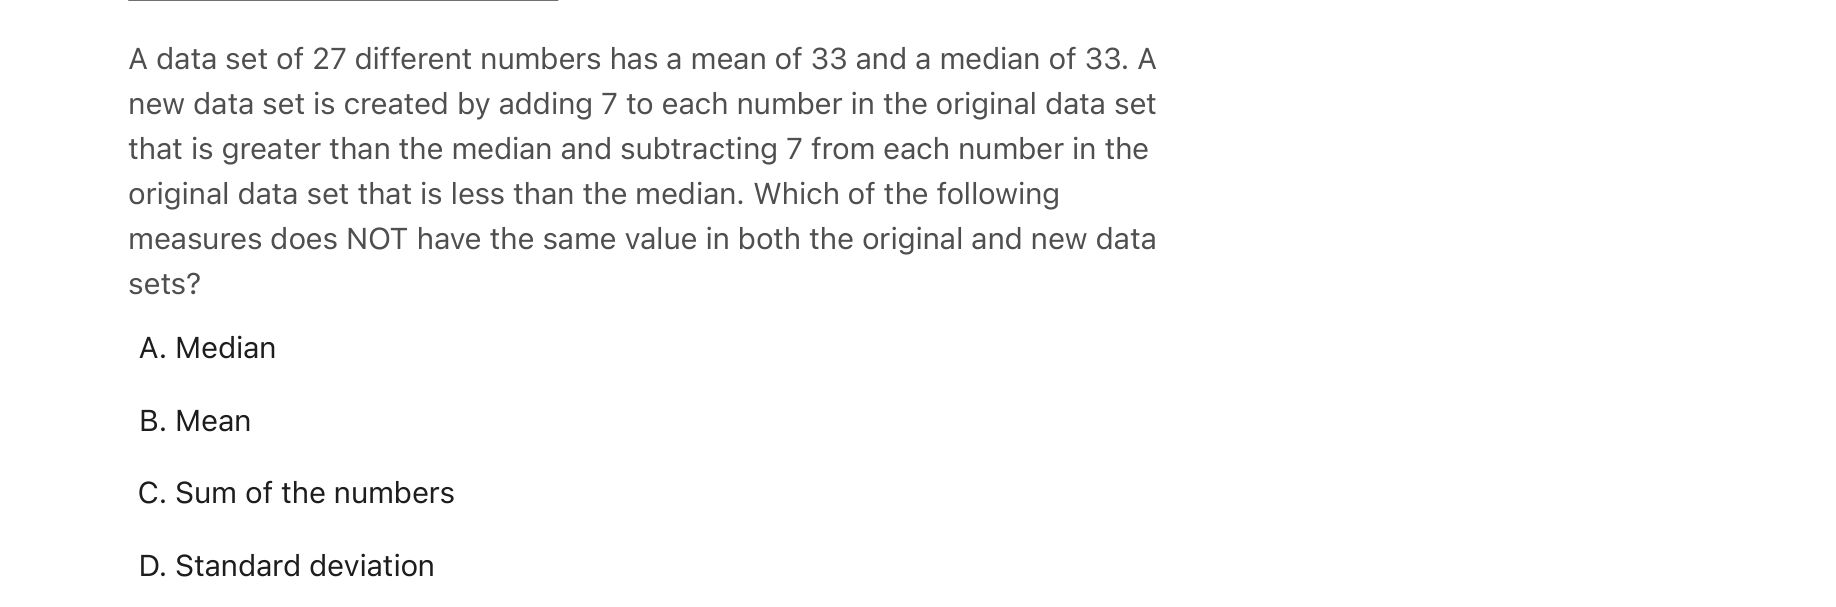 A data set of 27 different numbers has a mean of 33 and a median of 33. A
new data set is created by adding 7 to each number in the original data set
that is greater than the median and subtracting 7 from each number in the
original data set that is less than the median. Which of the following
measures does NOT have the same value in both the original and new data
sets?
A. Median
B. Mean
C. Sum of the numbers
D. Standard deviation